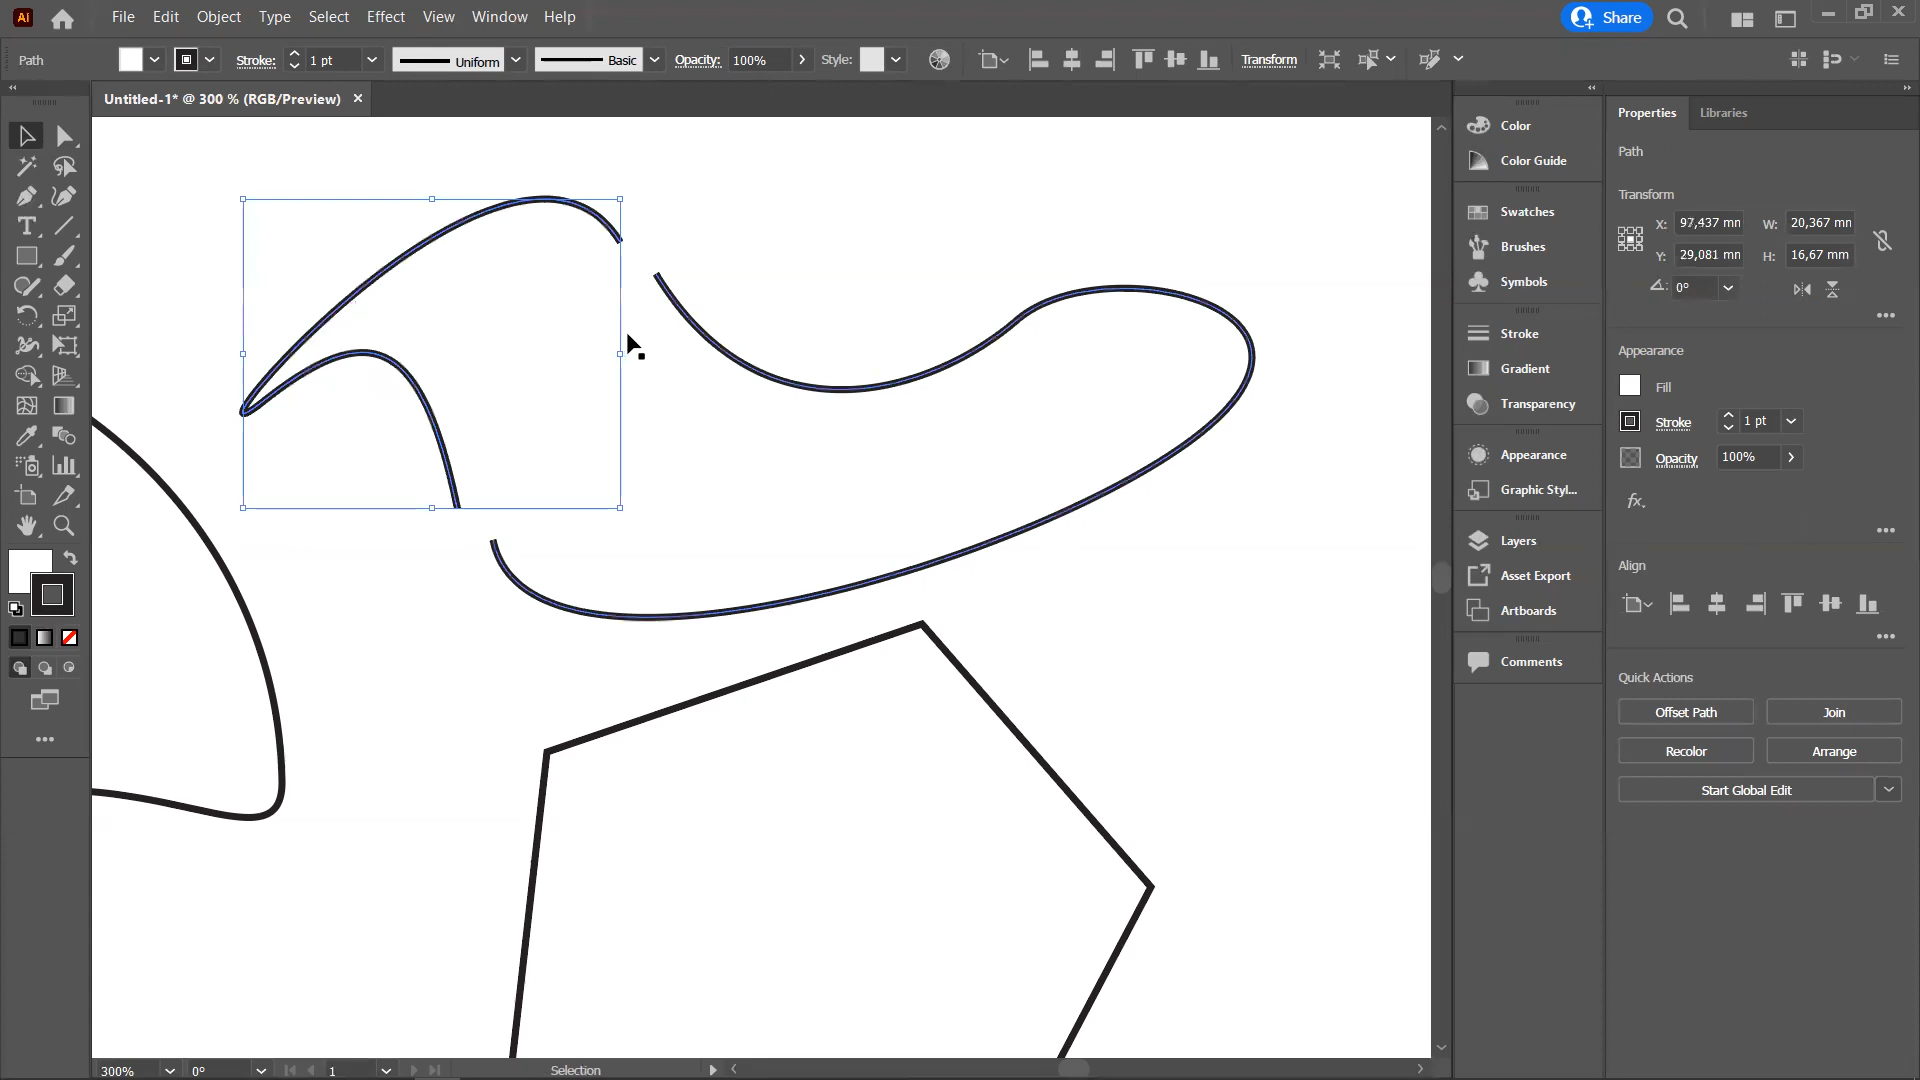 Ai File Edit Object Type Select Effect View Window Help Share
Path Stroke: 1 pt Uniform Basic Opacity: 100% Style: Transform
Untitled-1* @ 300 % (RGB/Preview)
Color
Color Guide
Swatches
Brushes
Symbols
Stroke
Gradient
Transparency
Appearance
Graphic Styl...
Layers
Asset Export
Artboards
Comments
Properties Libraries
Path
Transform
X: 97,437 mn W: 20,367 mn
Y: 29,081 mn H: 16,67 mm
0°
Appearance
Fill
Stroke 1 pt
Opacity 100%
fx.
Align
Quick Actions
Offset Path Join
Recolor Arrange
Start Global Edit
300% 0° 1 Selection